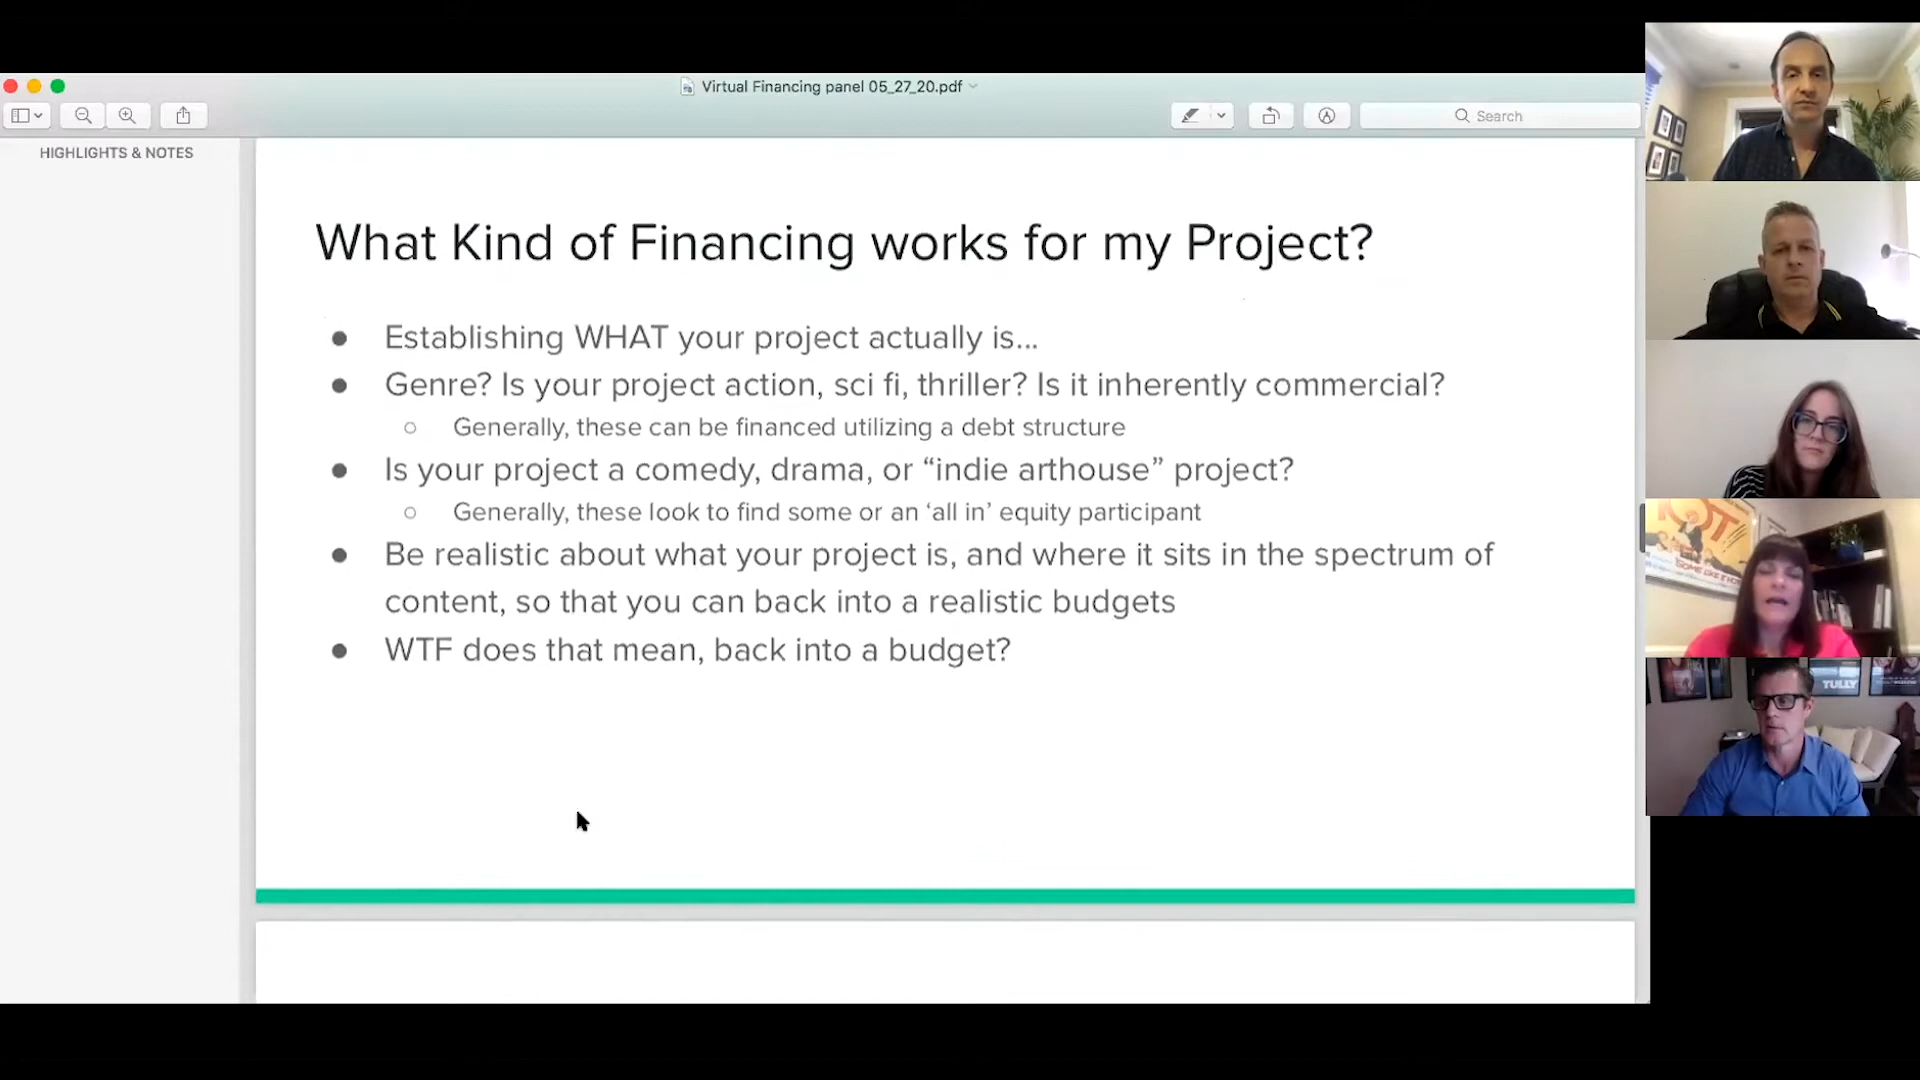 Virtual Financing panel 05_27_20.pdf
Search
HIGHLIGHTS & NOTES
What Kind of Financing works for my Project?
Establishing WHAT your project actually is...
Genre? Is your project action, sci fi, thriller? Is it inherently commercial?
Generally, these can be financed utilizing a debt structure
Is your project a comedy, drama, or “indie arthouse” project?
Generally, these look to find some or an ‘all in’ equity participant
Be realistic about what your project is, and where it sits in the spectrum of
content, so that you can back into a realistic budgets
WTF does that mean, back into a budget?
HOT
TULLY